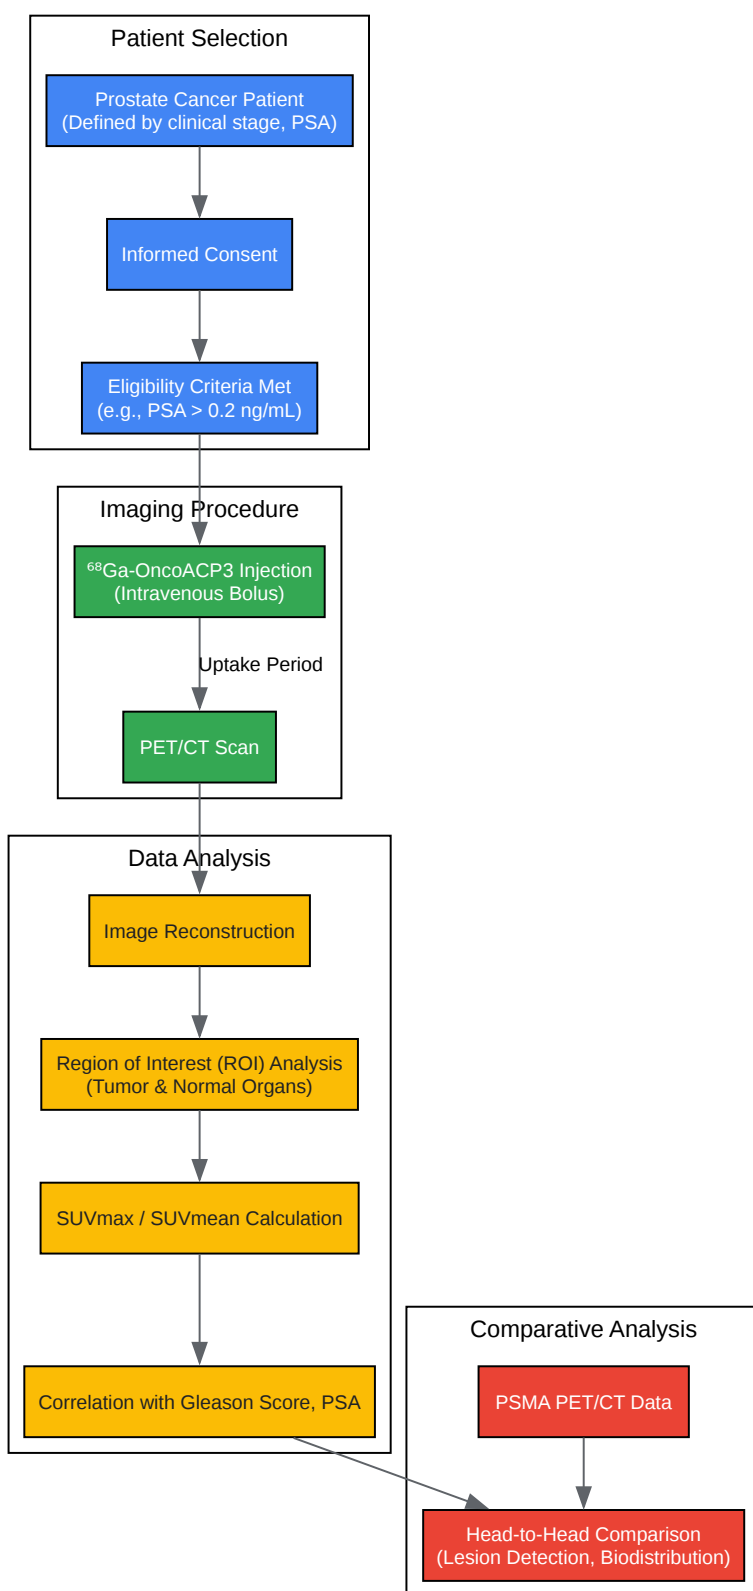 Patient Selection
Prostate Cancer Patient
(Defined by clinical stage, PSA)
Informed Consent
Eligibility Criteria Met
(e.g., PSA > 0.2 ng/mL)
Imaging Procedure
⁶⁸Ga-OncoACP3 Injection
(Intravenous Bolus)
Uptake Period
PET/CT Scan
Data Analysis
Image Reconstruction
Region of Interest (ROI) Analysis
(Tumor & Normal Organs)
SUVmax / SUVmean Calculation
Correlation with Gleason Score, PSA
Comparative Analysis
PSMA PET/CT Data
Head-to-Head Comparison
(Lesion Detection, Biodistribution)